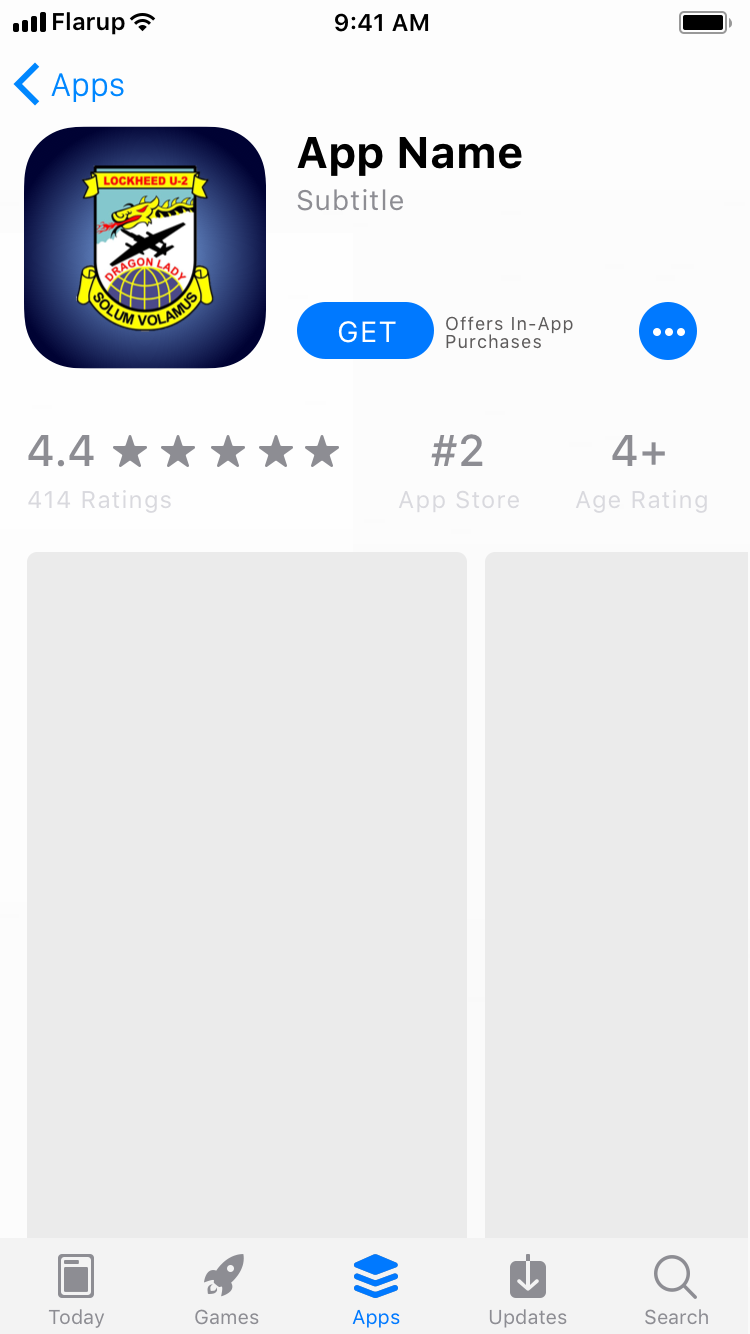 Flarup 9:41 AM
Apps
LOCKHEED U-2
DRAGON LADY
SOLUM VOLAMUS
App Name
Subtitle
GET
Offers In-App
Purchases
4.4 #2 4+
414 Ratings App Store Age Rating
Today Games Apps Updates Search